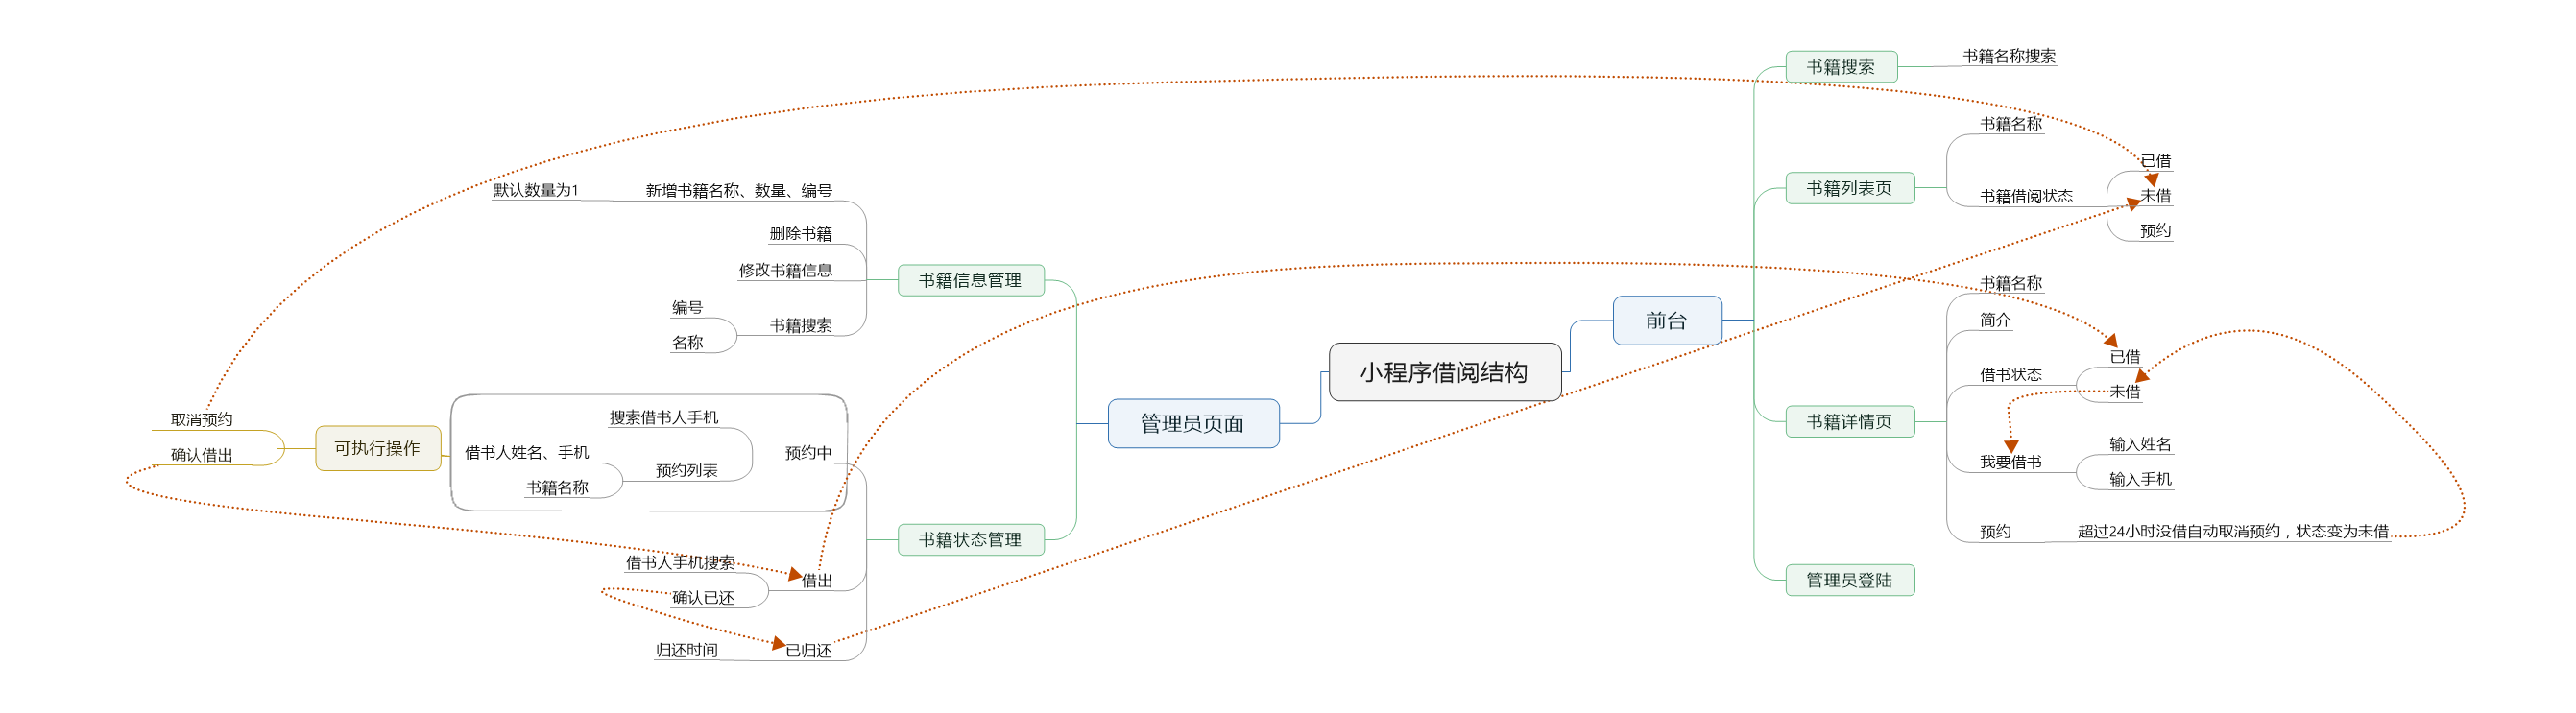 小程序借阅结构
前台
书籍搜索
书籍名称搜索
书籍列表页
书籍名称
书籍借阅状态
已借
未借
预约
书籍详情页
书籍名称
简介
借书状态
已借
未借
我要借书
输入姓名
输入手机
预约
超过24小时没借自动取消预约，状态变为未借
管理员登陆
管理员页面
书籍信息管理
新增书籍名称、数量、编号
默认数量为1
删除书籍
修改书籍信息
书籍搜索
编号
名称
书籍状态管理
预约中
搜索借书人手机
预约列表
借书人姓名、手机
书籍名称
可执行操作
取消预约
确认借出
借出
借书人手机搜索
确认已还
已归还
归还时间